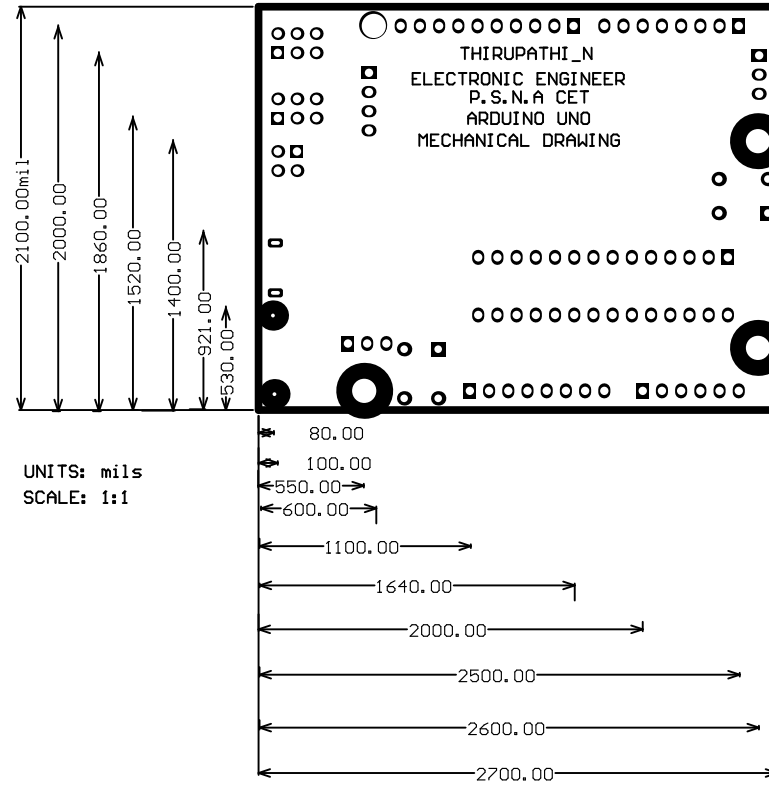 THIRUPATHI_N
ELECTRONIC ENGINEER
P.S.N.A CET
ARDUINO UNO
MECHANICAL DRAWING
2100.00mil
2000.00
1860.00
1520.00
1400.00
921.00
530.00
80.00
100.00
550.00
600.00
1100.00
1640.00
2000.00
2500.00
2600.00
2700.00
UNITS: mils
SCALE: 1:1